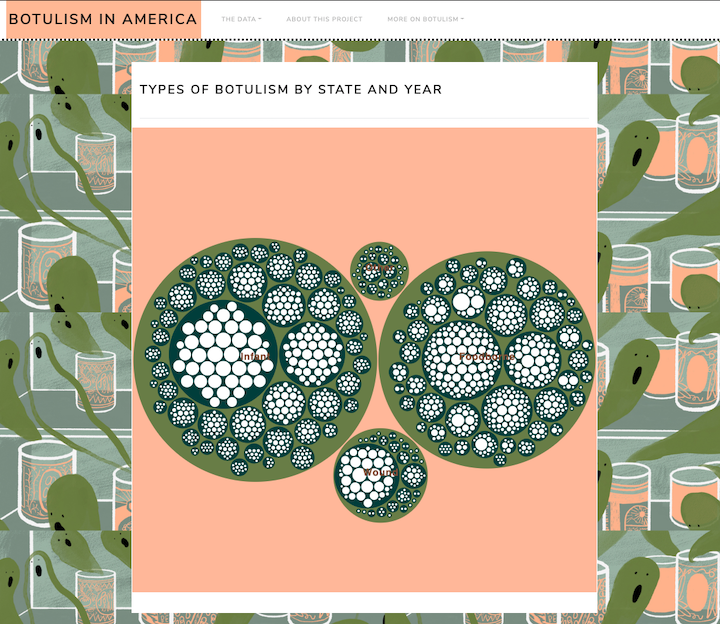 BOTULISM IN AMERICA
THE DATA
ABOUT THIS PROJECT
MORE ON BOTULISM
TYPES OF BOTULISM BY STATE AND YEAR
Other
Infant
Foodborne
Wound